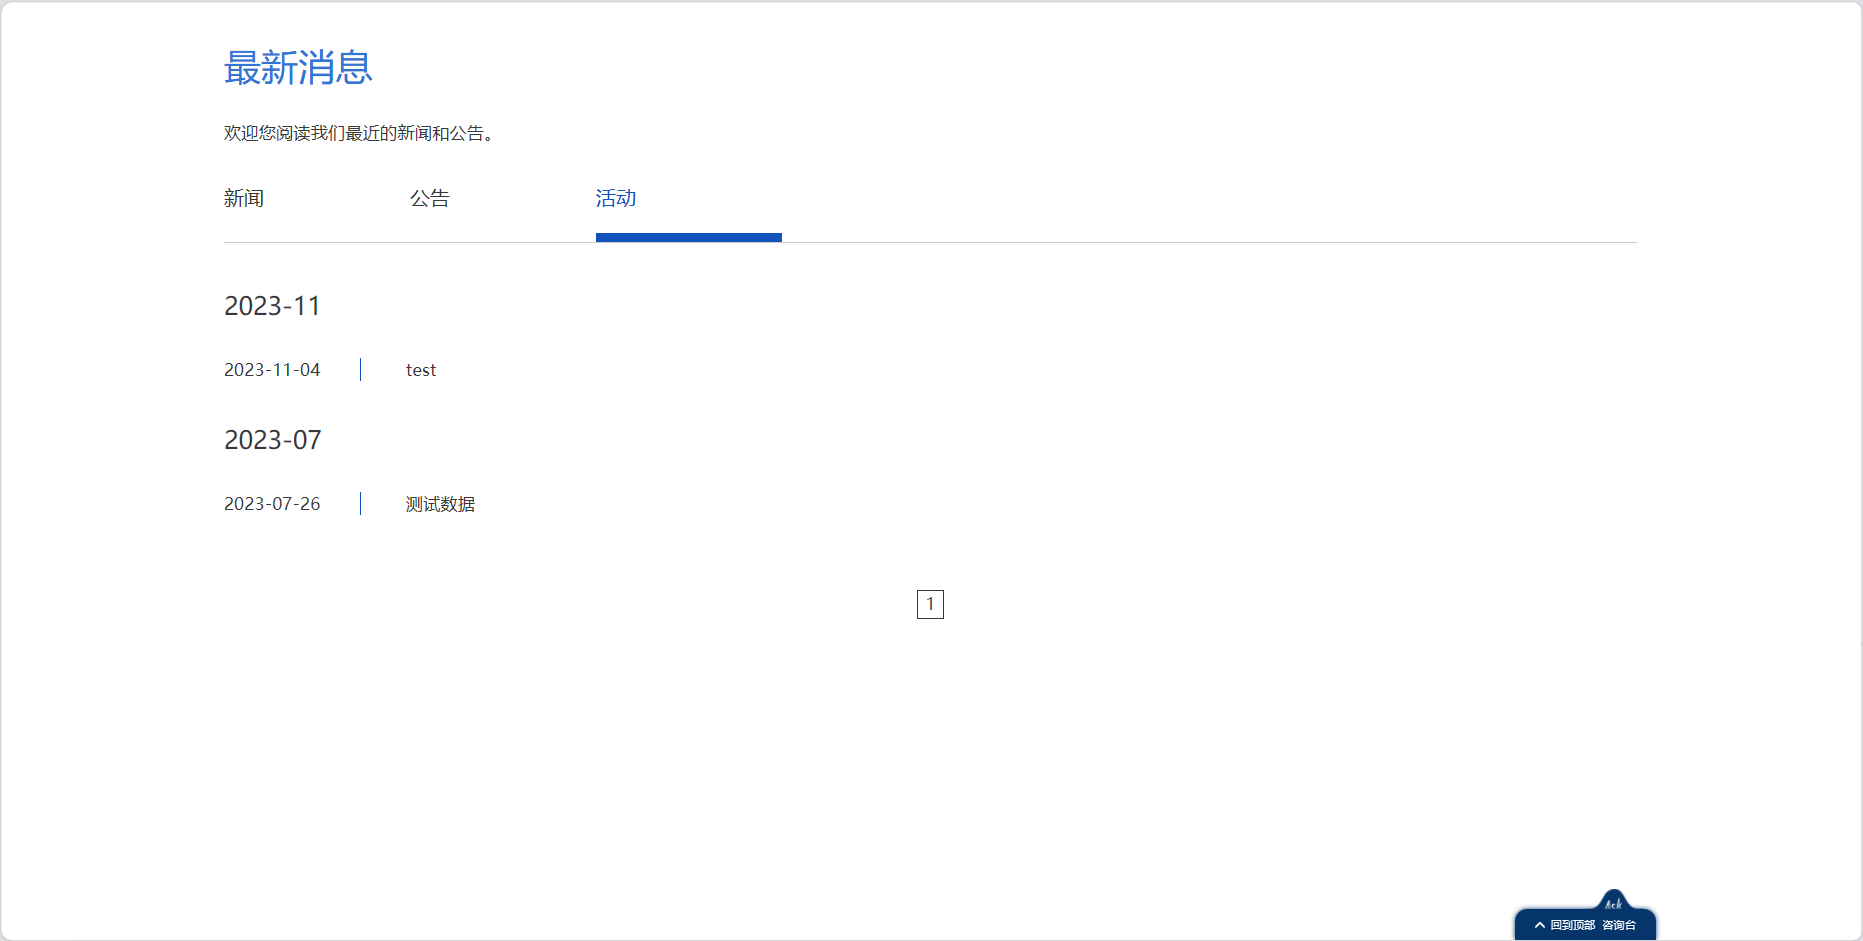 最新消息
欢迎您阅读我们最近的新闻和公告。
新闻 公告 活动
2023-11
2023-11-04 test
2023-07
2023-07-26 测试数据
1
Ask
回到顶部 咨询台